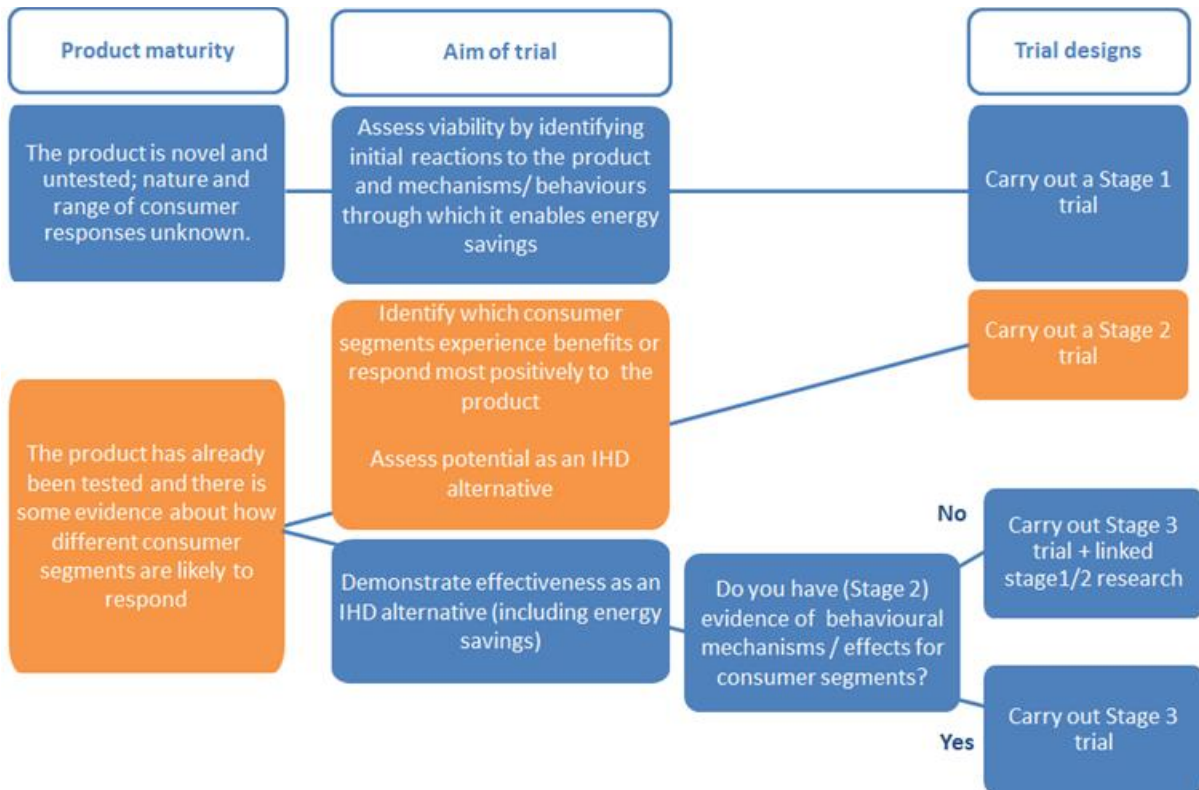 Product maturity
Aim of trial
Trial designs
The product is novel and
untested; nature and
range of consumer
responses unknown.
Assess viability by identifying
initial reactions to the product
and mechanisms/ behaviours
through which it enables energy
savings
Carry out a Stage 1
trial
The product has already
been tested and there is
some evidence about how
different consumer
segments are likely to
respond
Identify which consumer
segments experience benefits or
respond most positively to  the
product
Assess potential as an IHD
alternative
Carry out a Stage 2
trial
Demonstrate effectiveness as an
IHD alternative (including energy
savings)
Do you have (Stage 2)
evidence of  behavioural
mechanisms / effects for
consumer segments?
No
Carry out Stage 3
trial + linked
stage1/2 research
Yes
Carry out Stage 3
trial